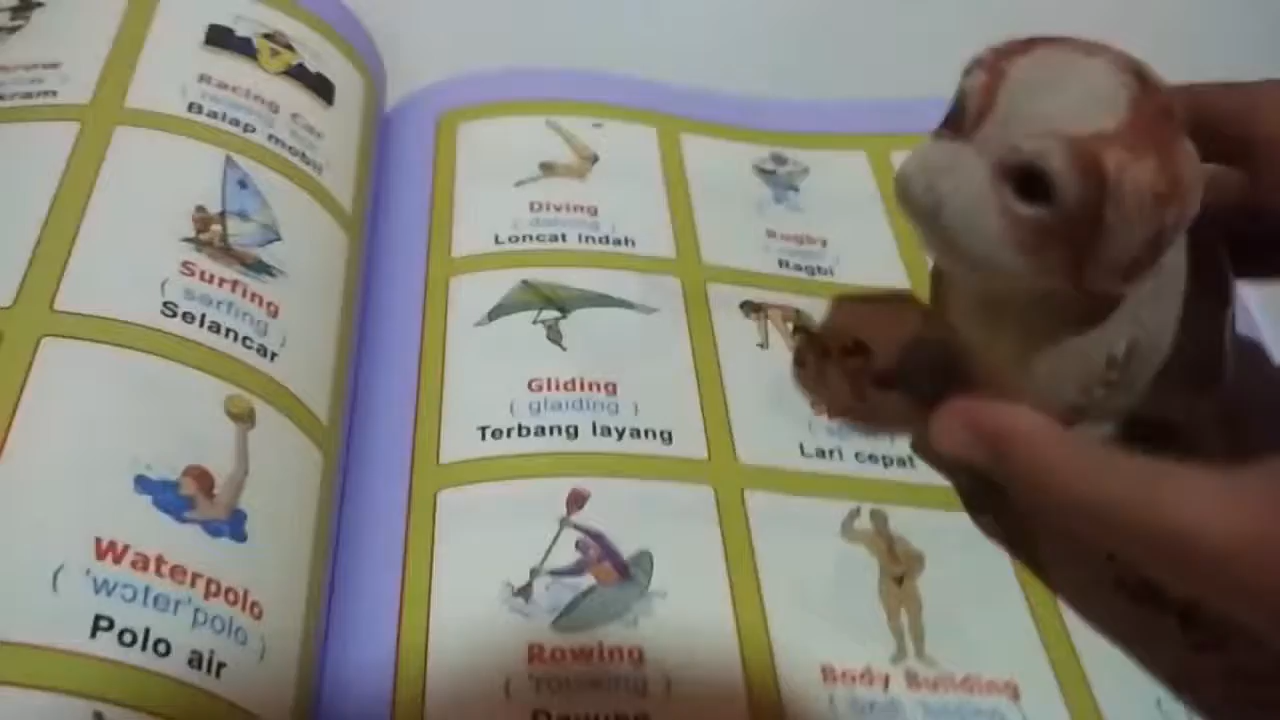 Racing Car
Balap mobil
Surfing
( sərfing )
Selancar
Waterpolo
( 'wɔter'polo )
Polo air
Diving
Loncat indah
Rugby
Ragbi
Gliding
( glaiding )
Terbang layang
Lari cepat
Rowing
Body Building